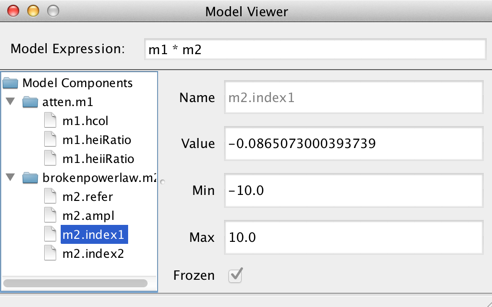 Model Viewer
Model Expression: m1 * m2
Model Components
atten.m1
m1.hcol
m1.heiRatio
m1.heiiRatio
brokenpowerlaw.m2
m2.refer
m2.ampl
m2.index1
m2.index2
Name m2.index1
Value -0.0865073000393739
Min -10.0
Max 10.0
Frozen